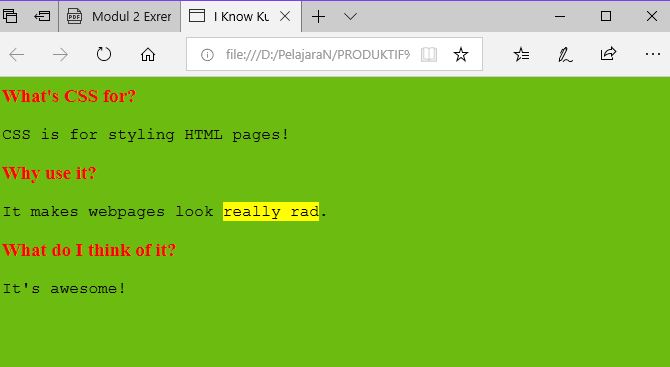 Modul 2 Exrer
I Know Ku
file:///D:/PelajaraN/PRODUKTIF%
What's CSS for?
CSS is for styling HTML pages!
Why use it?
It makes webpages look really rad.
What do I think of it?
It's awesome!